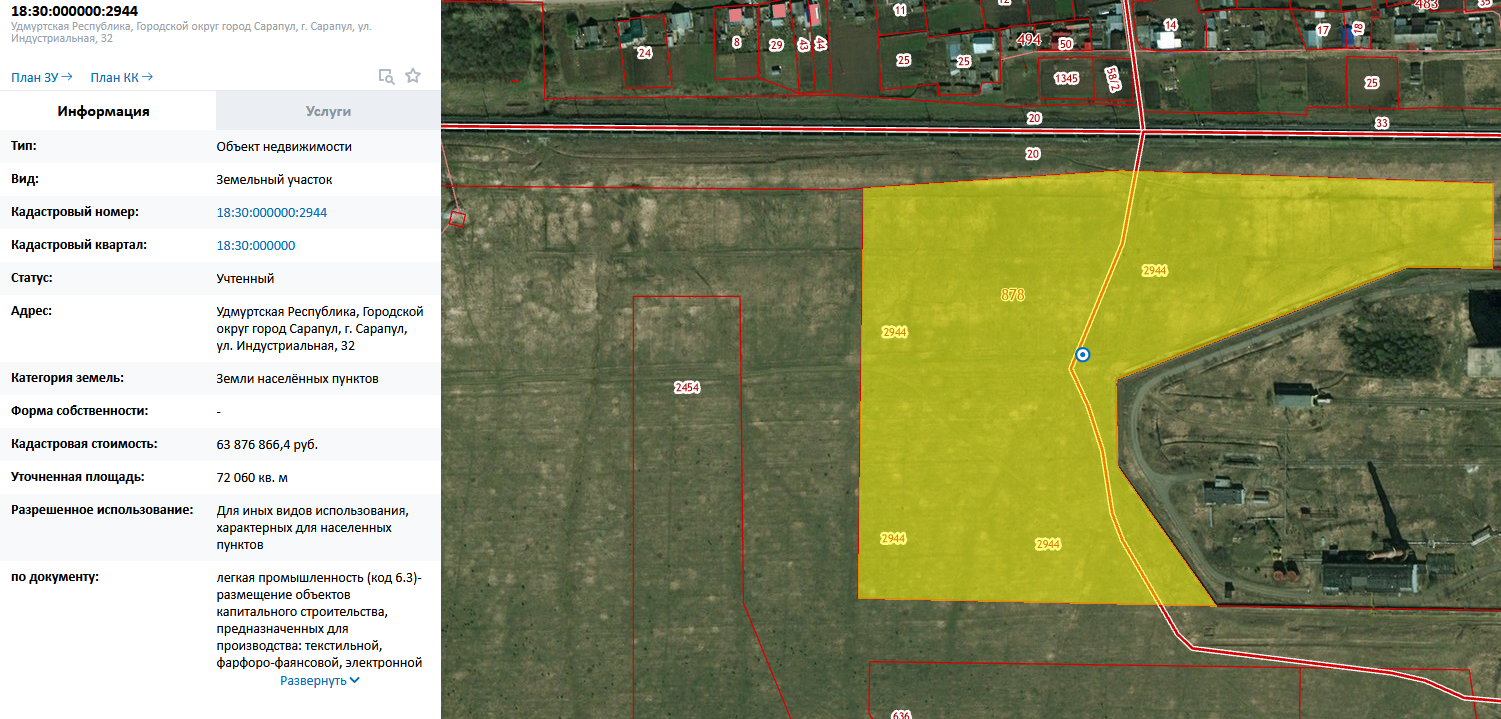 18:30:000000:2944
Удмуртская Республика, Городской округ город Сарапул, г. Сарапул, ул.
Индустриальная, 32
План ЗУ →
План КК →
Информация
Услуги
Тип:
Объект недвижимости
Вид:
Земельный участок
Кадастровый номер:
18:30:000000:2944
Кадастровый квартал:
18:30:000000
Статус:
Учтенный
Адрес:
Удмуртская Республика, Городской
округ город Сарапул, г. Сарапул,
ул. Индустриальная, 32
Категория земель:
Земли населённых пунктов
Форма собственности:
-
Кадастровая стоимость:
63 876 866,4 руб.
Уточненная площадь:
72 060 кв. м
Разрешенное использование:
Для иных видов использования,
характерных для населенных
пунктов
по документу:
легкая промышленность (код 6.3)-
размещение объектов
капитального строительства,
предназначенных для
производства: текстильной,
фарфоро-фаянсовой, электронной
Развернуть
11
12
483
35
24
8
29
43
44
25
25
494
50
14
17
18
1345
58/2
25
20
33
20
2944
878
2944
2454
2944
2944
636